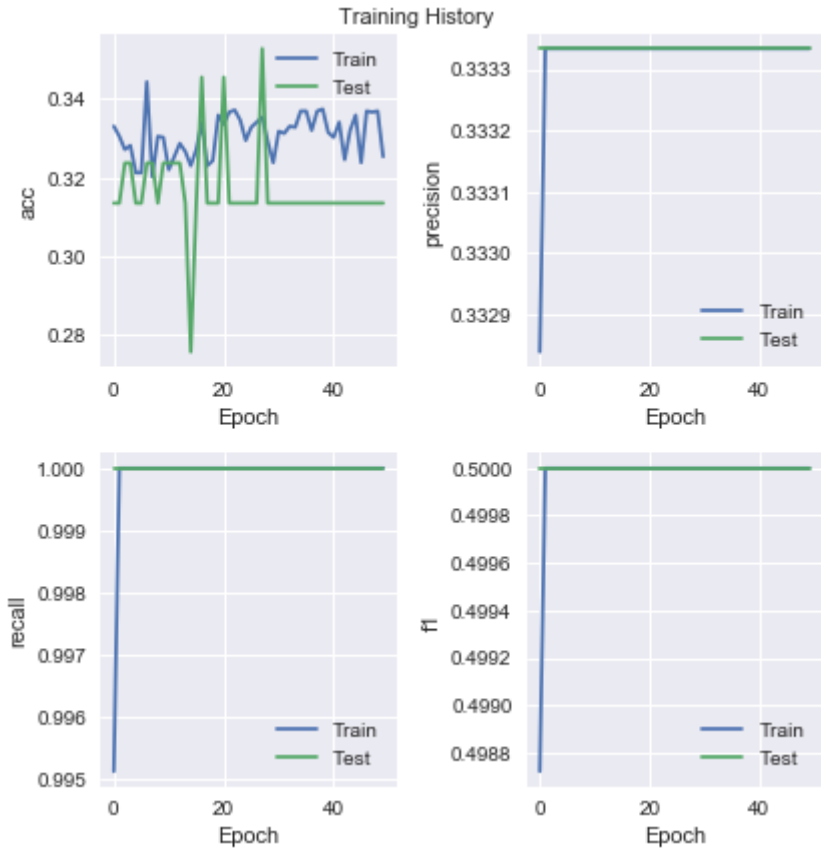 Training History
acc
0.34
0.32
0.30
0.28
Train
Test
0 20 40
Epoch
precision
0.3333
0.3332
0.3331
0.3330
0.3329
Train
Test
0 20 40
Epoch
recall
1.000
0.999
0.998
0.997
0.996
0.995
Train
Test
0 20 40
Epoch
f1
0.5000
0.4998
0.4996
0.4994
0.4992
0.4990
0.4988
Train
Test
0 20 40
Epoch